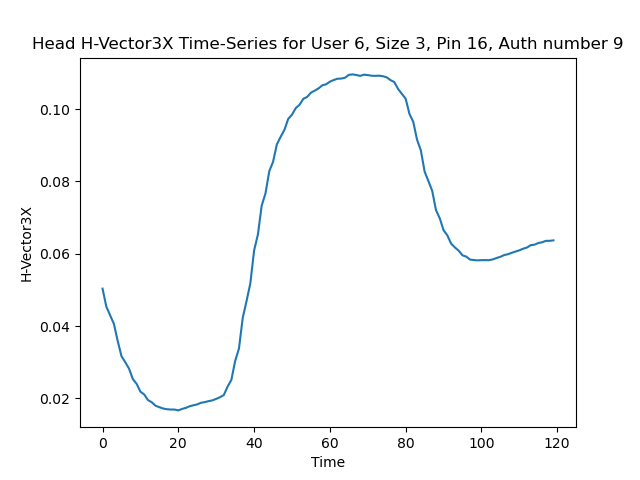 Head H-Vector3X Time-Series for User 6, Size 3, Pin 16, Auth number 9
H-Vector3X
0.10
0.08
0.06
0.04
0.02
0 20 40 60 80 100 120
Time